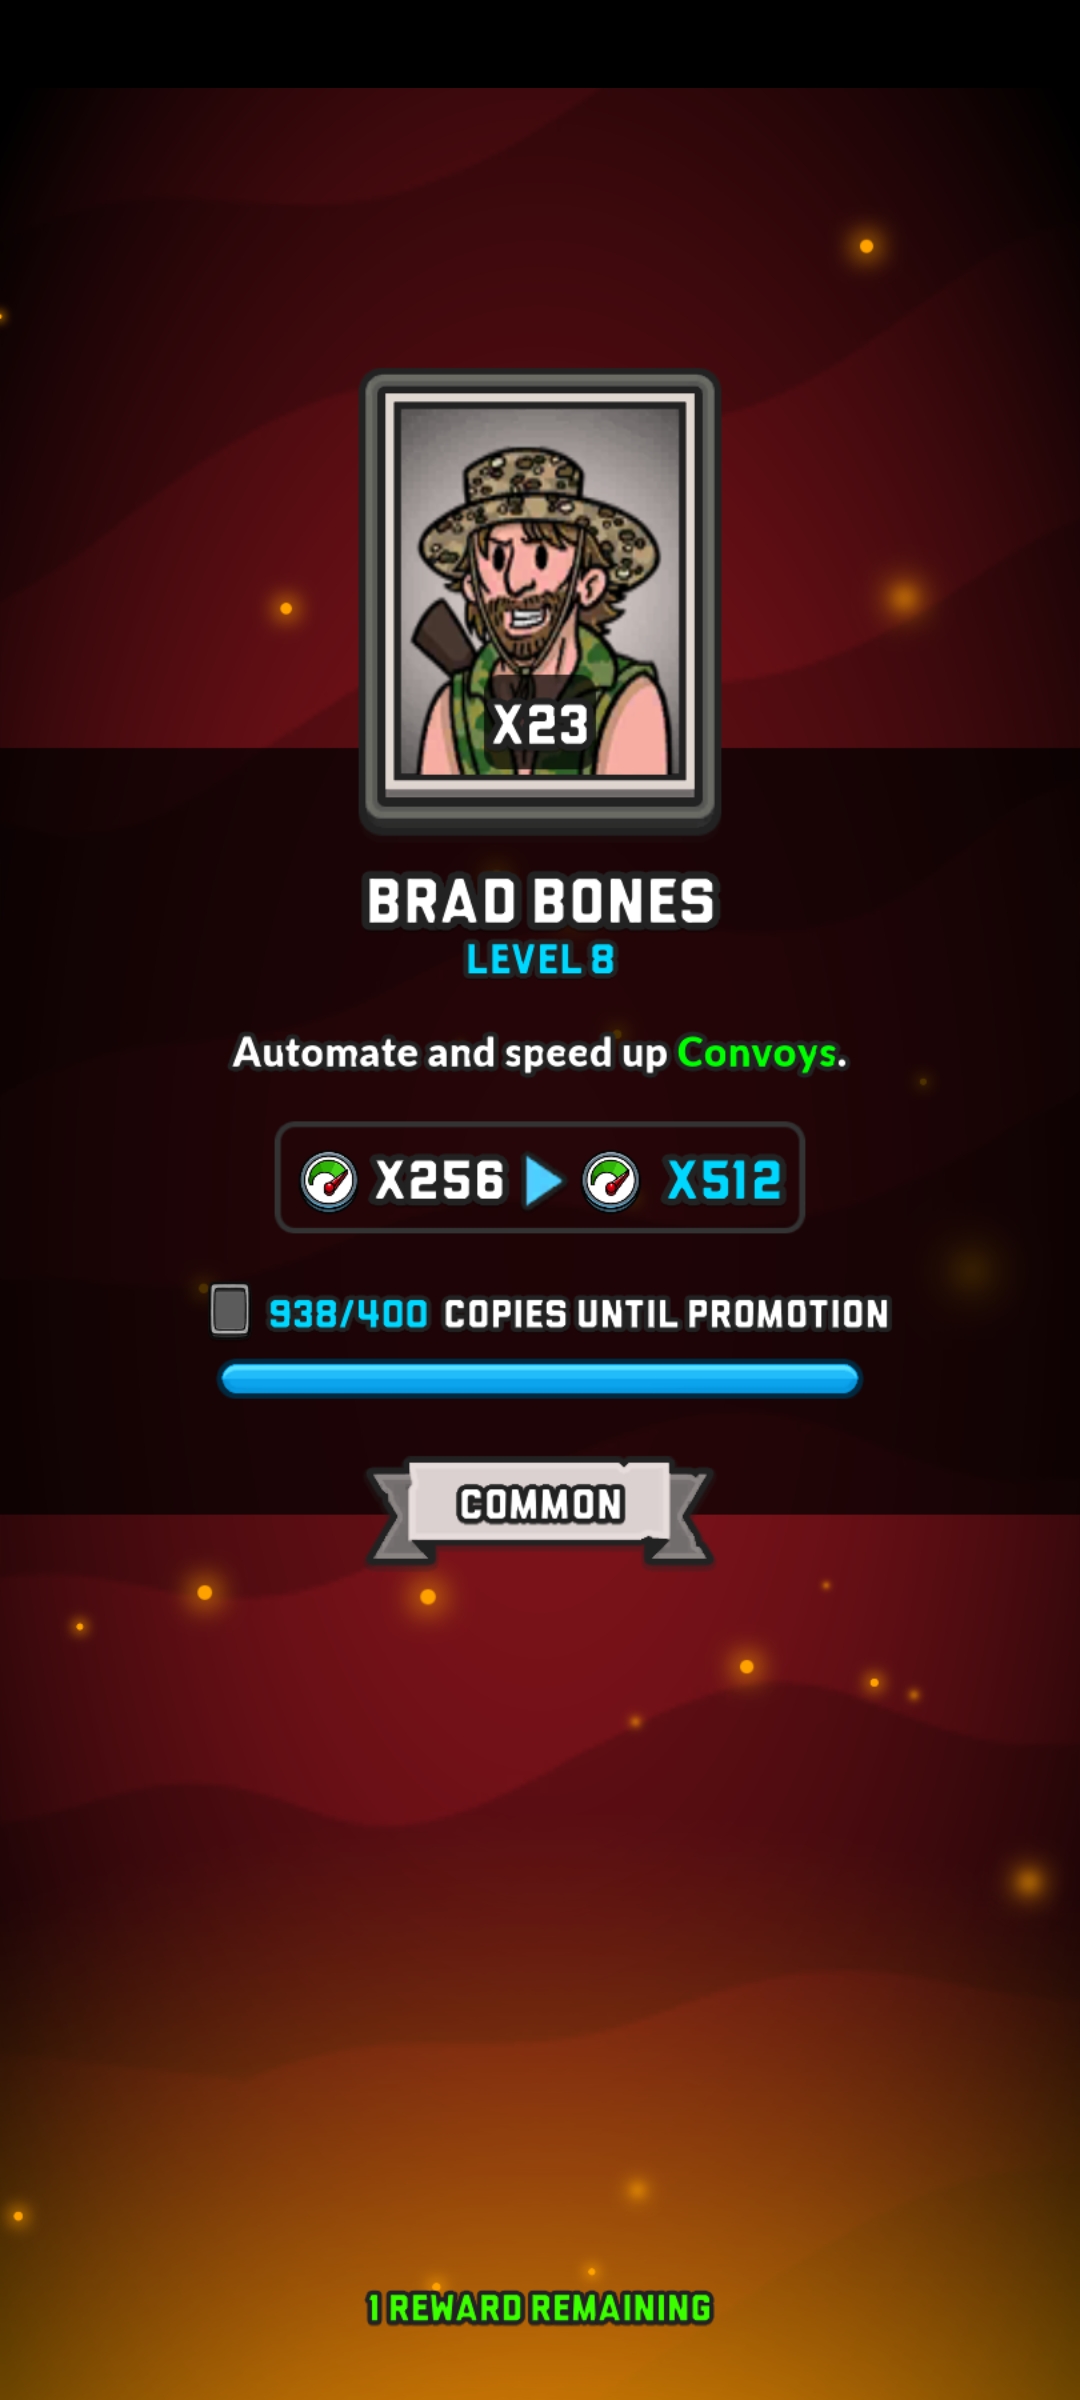 X23
BRAD BONES
LEVEL 8
Automate and speed up Convoys.
X256 X512
938/400 COPIES UNTIL PROMOTION
COMMON
1 REWARD REMAINING